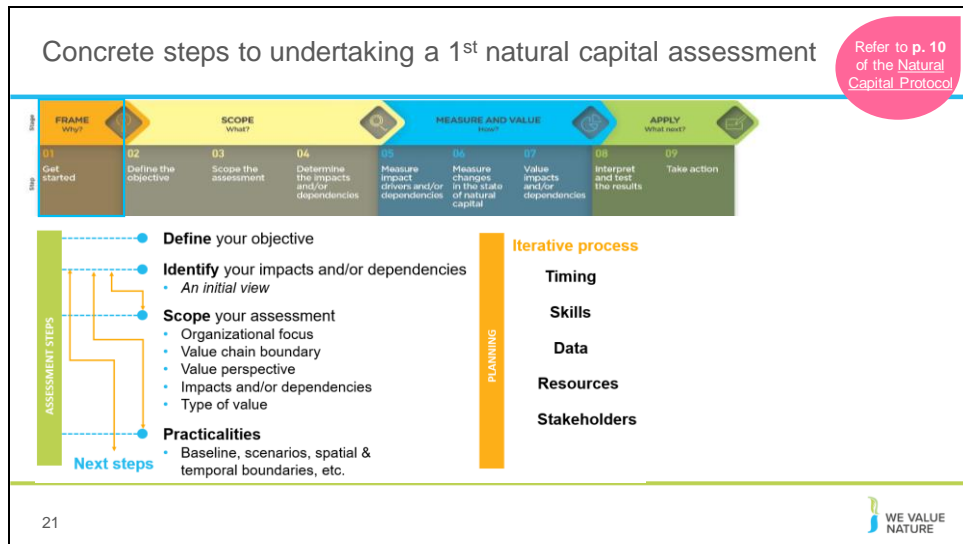 Concrete steps to undertaking a 1st natural capital assessment
Refer to p. 10
of the Natural
Capital Protocol
Stage
FRAME
Why?
SCOPE
What?
MEASURE AND VALUE
How?
APPLY
What next?
Step
01
Get
started
02
Define the
objective
03
Scope the
assessment
04
Determine
the impacts
and/or
dependencies
05
Measure
impact
drivers and/or
dependencies
06
Measure
changes
in the state
of natural
capital
07
Value
impacts
and/or
dependencies
08
Interpret
and test
the results
09
Take action
ASSESSMENT STEPS
Define your objective
Identify your impacts and/or dependencies
• An initial view
Scope your assessment
• Organizational focus
• Value chain boundary
• Value perspective
• Impacts and/or dependencies
• Type of value
Practicalities
• Baseline, scenarios, spatial &
temporal boundaries, etc.
Next steps
PLANNING
Iterative process
Timing
Skills
Data
Resources
Stakeholders
21
WE VALUE
NATURE